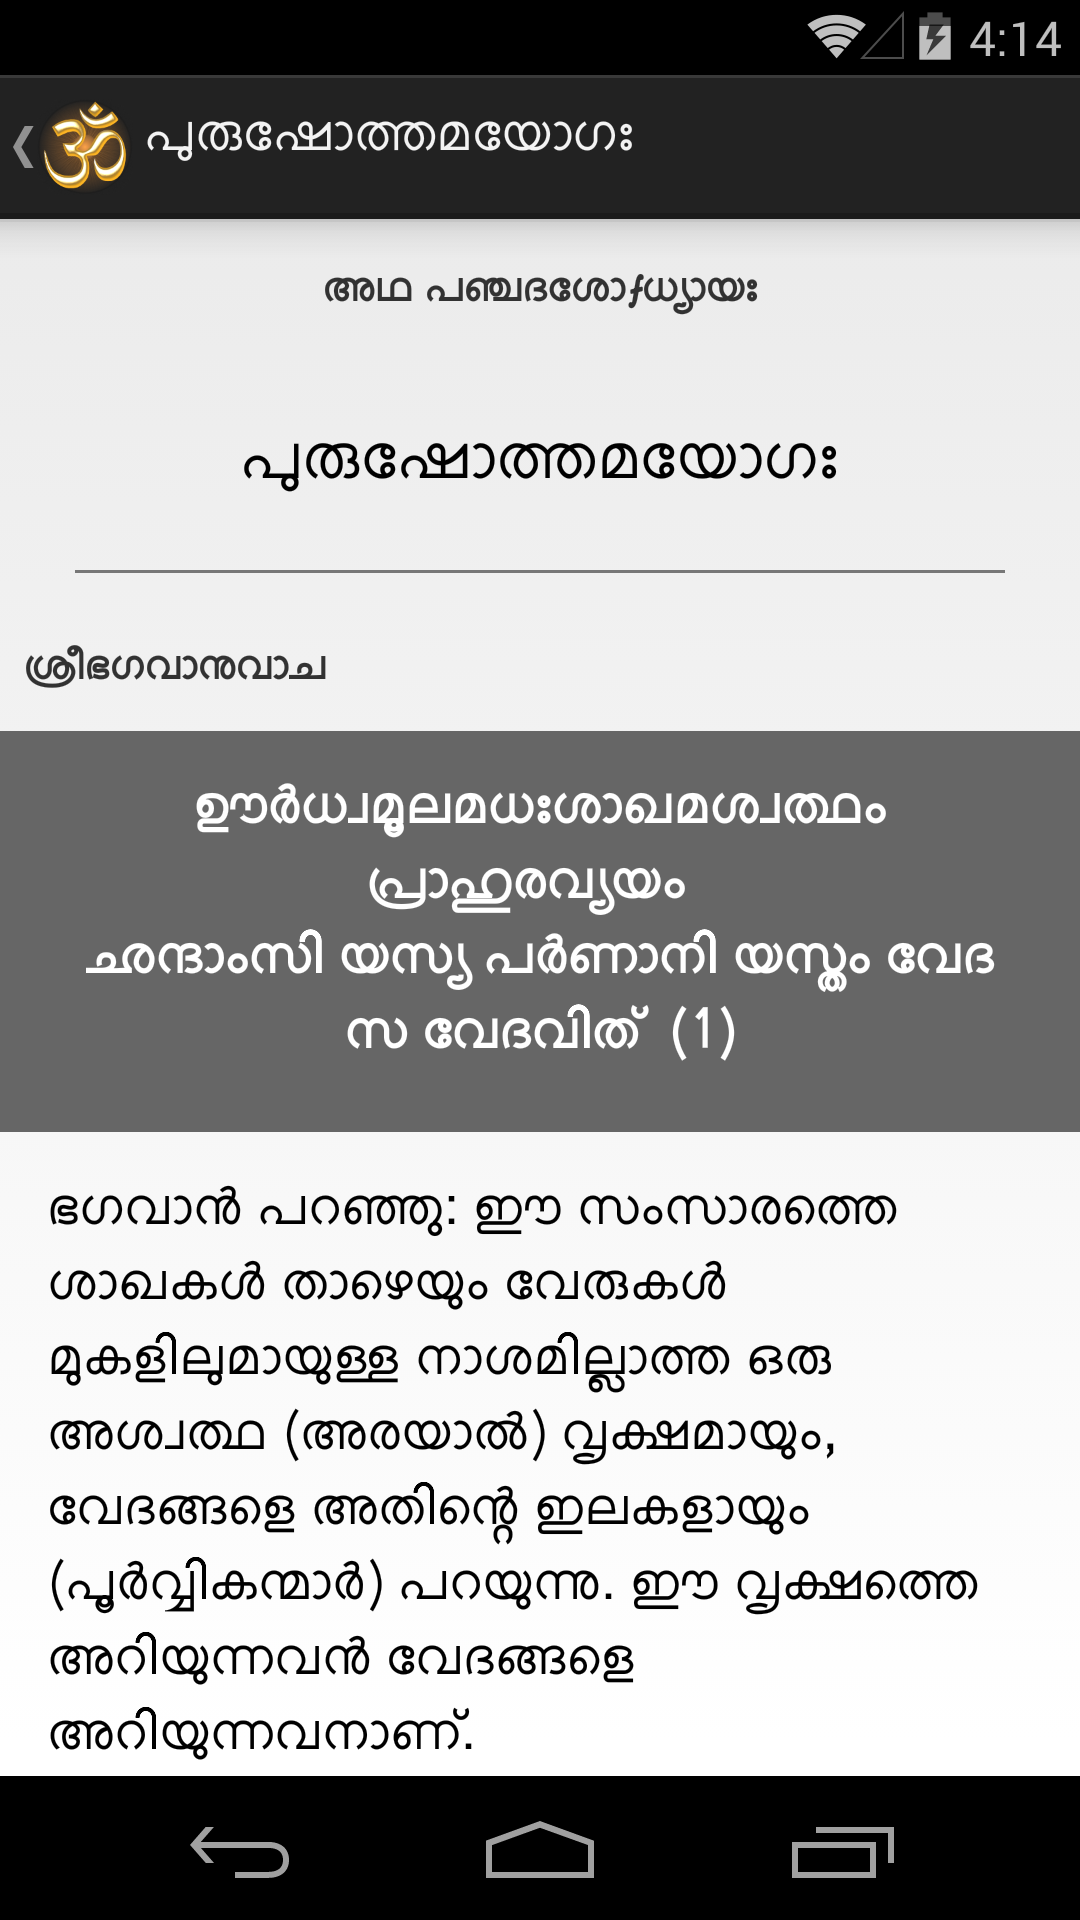 4:14
പുരുഷോത്തമയോഗഃ
അഥ പഞ്ചദശോƒധ്യായഃ
പുരുഷോത്തമയോഗഃ
ശ്രീഭഗവാനുവാച
ഊർധ്വമൂലമധഃശാഖമശ്വത്ഥം
പ്രാഹുരവ്യയം
ഛന്ദാംസി യസ്യ പർണാനി യസ്തം വേദ
സ വേദവിത് (1)
ഭഗവാൻ പറഞ്ഞു: ഈ സംസാരത്തെ
ശാഖകൾ താഴെയും വേരുകൾ
മുകളിലുമായുള്ള നാശമില്ലാത്ത ഒരു
അശ്വത്ഥ (അരയാൽ) വൃക്ഷമായും,
വേദങ്ങളെ അതിന്റെ ഇലകളായും
(പൂർവ്വികന്മാർ) പറയുന്നു. ഈ വൃക്ഷത്തെ
അറിയുന്നവൻ വേദങ്ങളെ
അറിയുന്നവനാണ്.